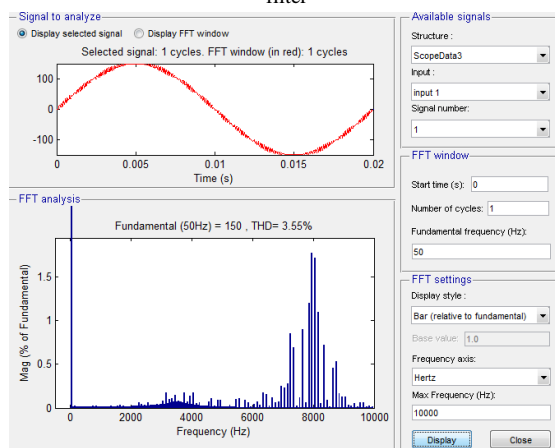 filter
Signal to analyze
Display selected signal
Display FFT window
Selected signal: 1 cycles. FFT window (in red): 1 cycles
100
0
-100
0
0.005
0.01
0.015
0.02
Time (s)
FFT analysis
Fundamental (50Hz) = 150 , THD= 3.55%
Mag (% of Fundamental)
1.5
1
0.5
0
0
2000
4000
6000
8000
10000
Frequency (Hz)
Available signals
Structure :
ScopeData3
Input :
input 1
Signal number:
1
FFT window
Start time (s): 0
Number of cycles: 1
Fundamental frequency (Hz):
50
FFT settings
Display style :
Bar (relative to fundamental)
Base value: 1.0
Frequency axis:
Hertz
Max Frequency (Hz):
10000
Display
Close